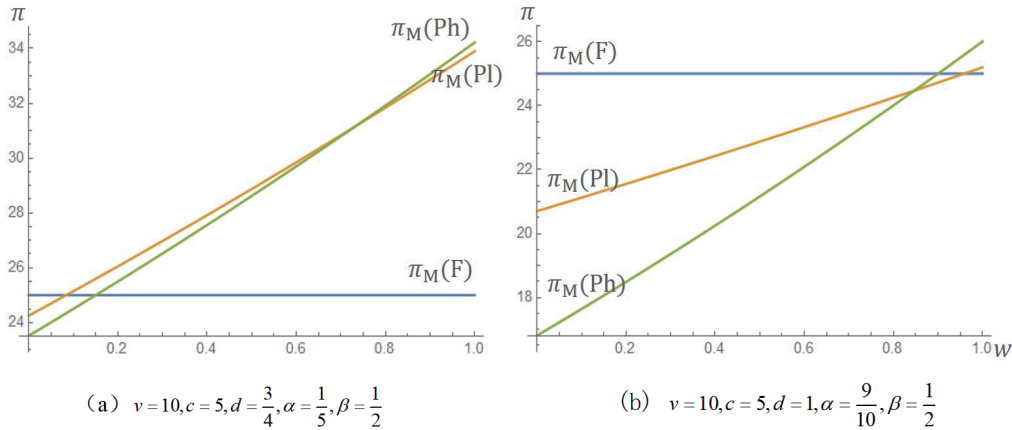 π
34
32
30
28
26
24
0.2
0.4
0.6
0.8
1.0
π_M(Ph)
π_M(Pl)
π_M(F)
(a) v = 10, c = 5, d = 3/4, α = 1/5, β = 1/2
π
26
24
22
20
18
0.2
0.4
0.6
0.8
1.0
w
π_M(F)
π_M(Pl)
π_M(Ph)
(b) v = 10, c = 5, d = 1, α = 9/10, β = 1/2